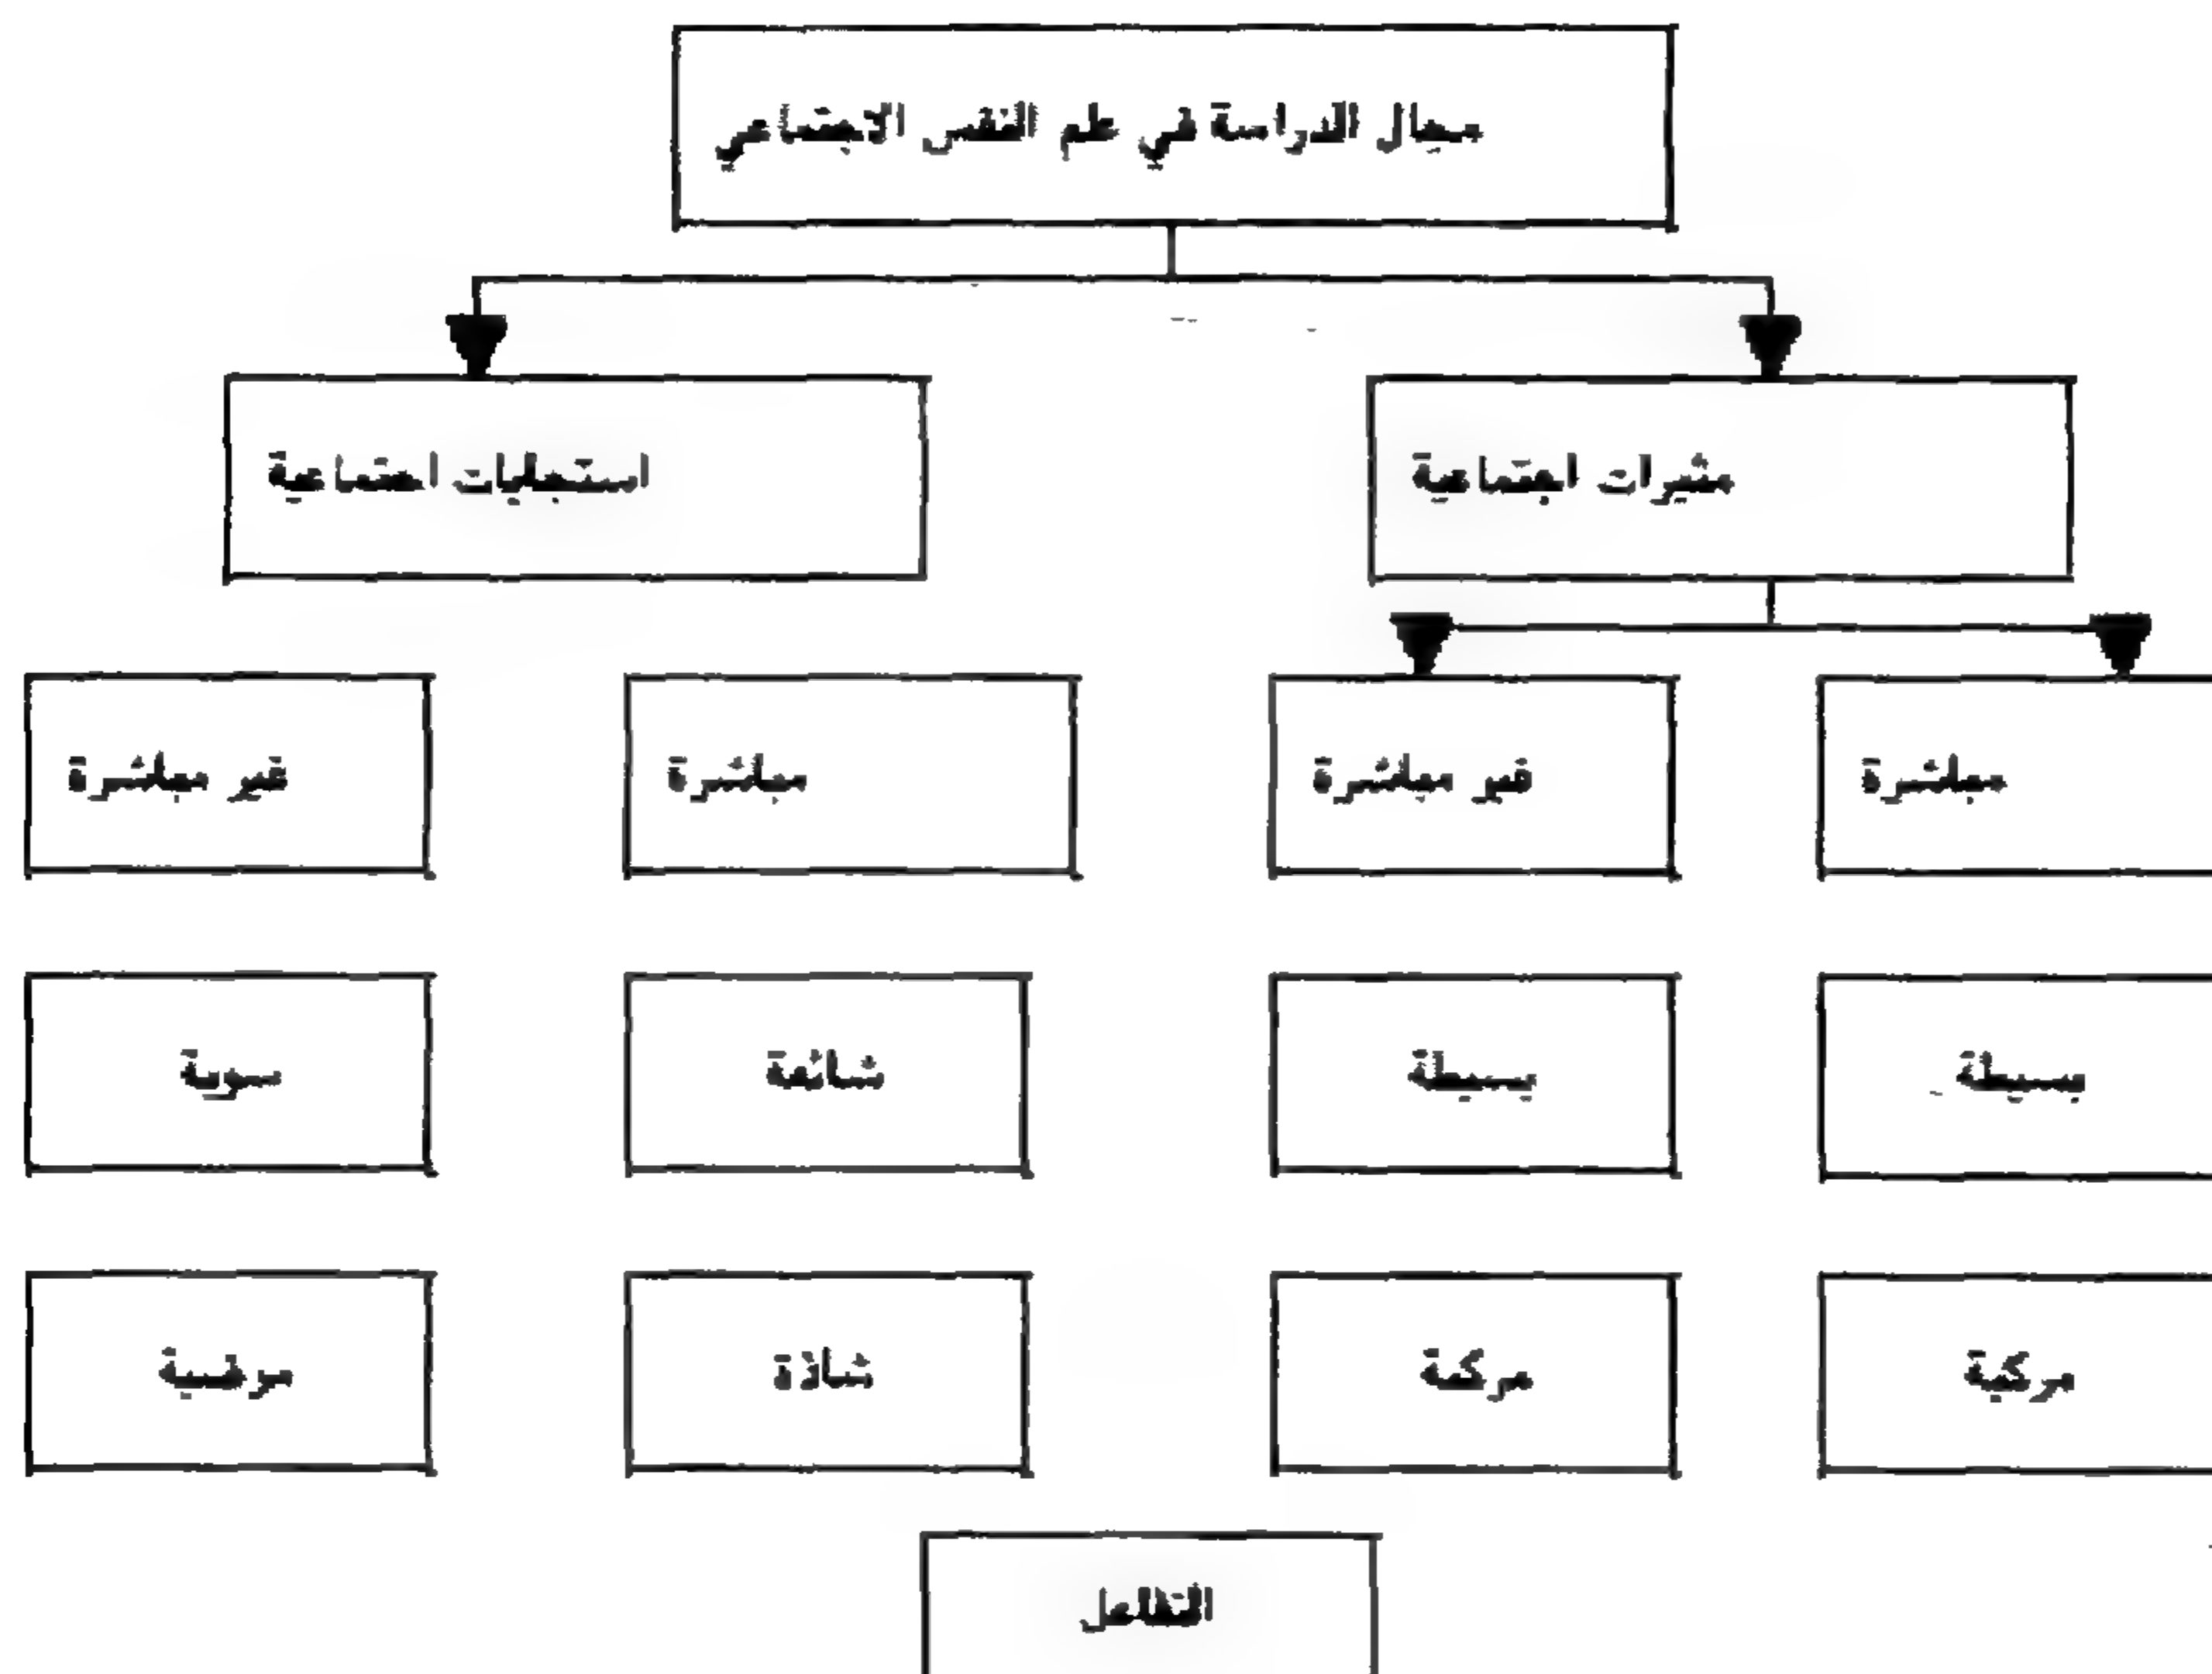 مجال الدراسة في علم النفس الاجتماعي
مثيرات اجتماعية
استجابات اجتماعية
مباشرة
غير مباشرة
مباشرة
غير مباشرة
بسيطة
بسيطة
شائعة
سوية
مركبة
مركبة
شاذة
مرضية
التفاعل